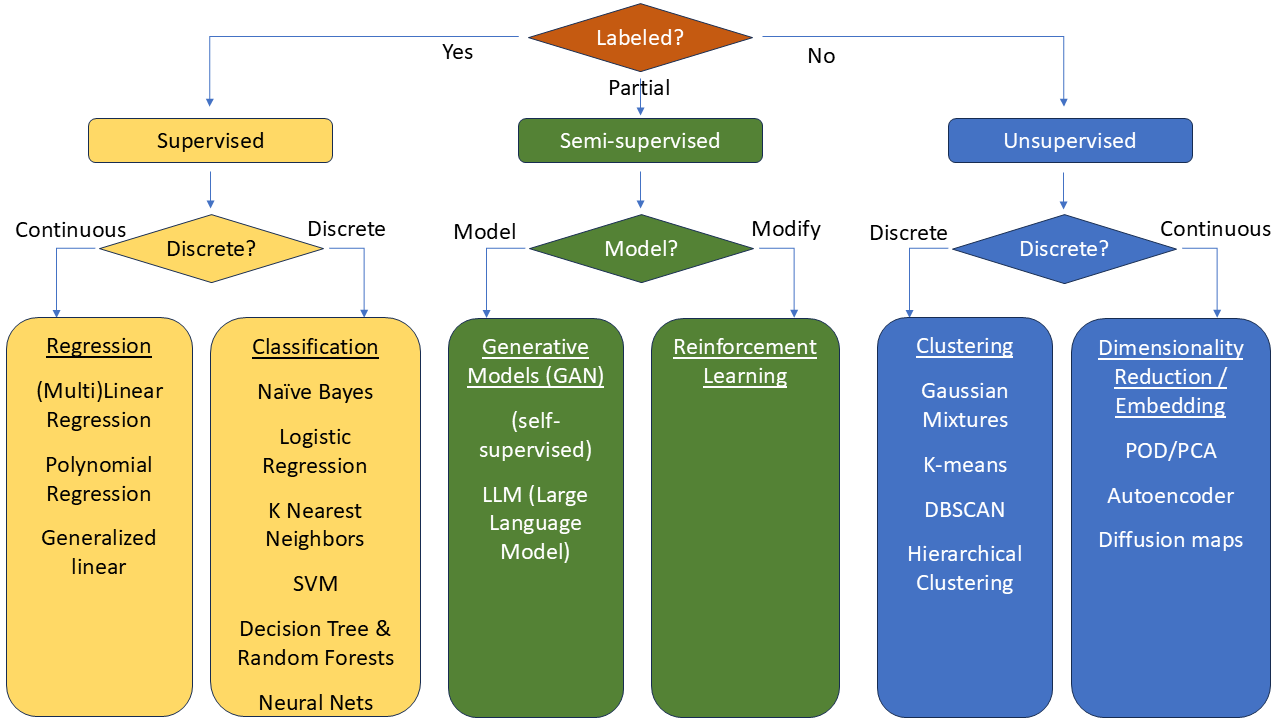 Labeled?
Yes
Partial
No
Supervised
Semi-supervised
Unsupervised
Continuous
Discrete?
Discrete
Model
Model?
Modify
Discrete
Discrete?
Continuous
Regression
(Multi)Linear
Regression
Polynomial
Regression
Generalized
linear
Classification
Naïve Bayes
Logistic
Regression
K Nearest
Neighbors
SVM
Decision Tree &
Random Forests
Neural Nets
Generative
Models (GAN)
(self-
supervised)
LLM (Large
Language
Model)
Reinforcement
Learning
Clustering
Gaussian
Mixtures
K-means
DBSCAN
Hierarchical
Clustering
Dimensionality
Reduction /
Embedding
POD/PCA
Autoencoder
Diffusion maps